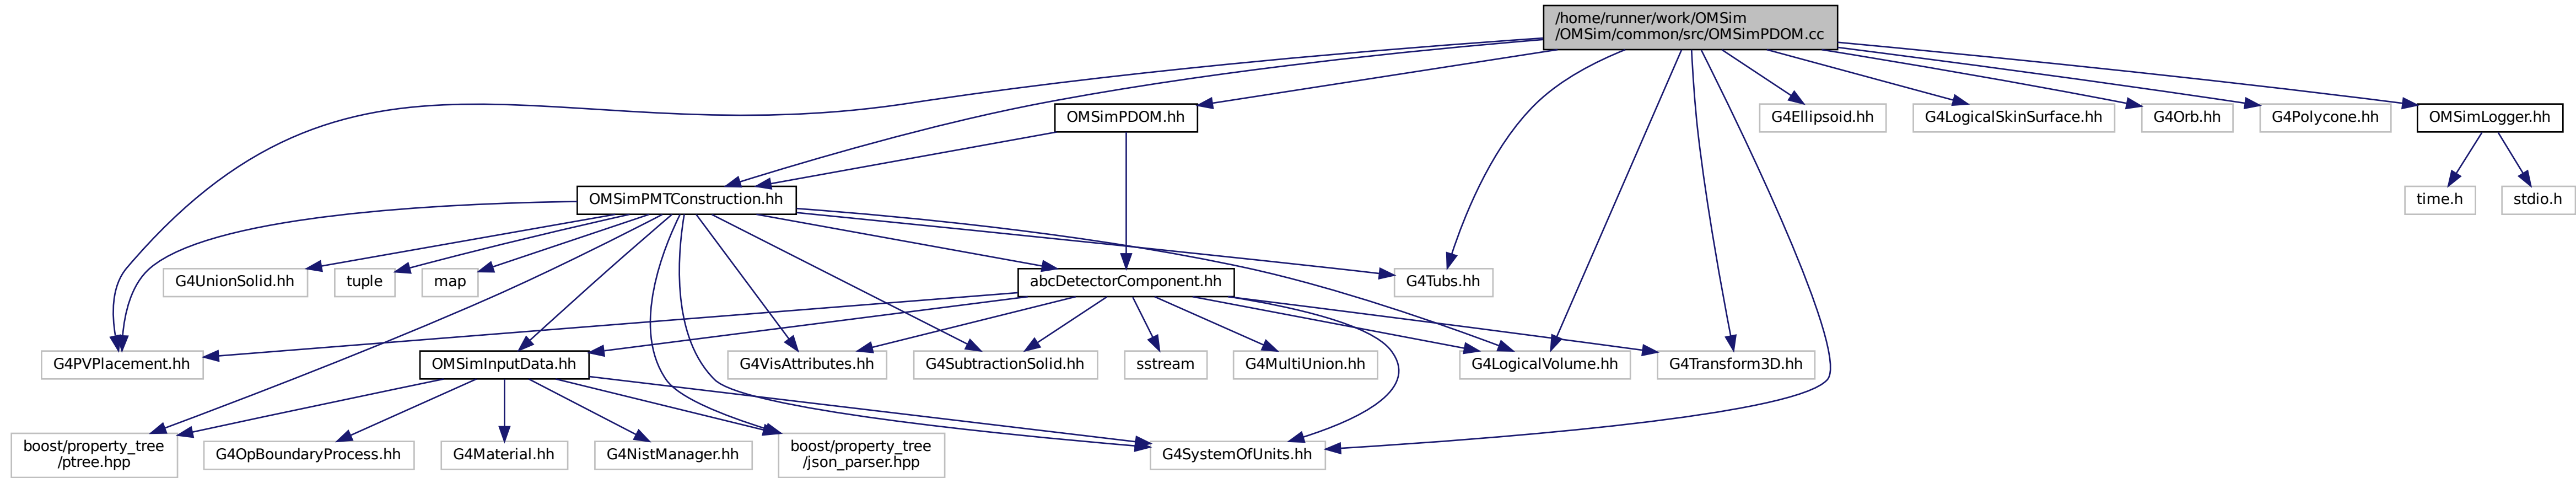 /home/runner/work/OMSim
/OMSim/common/src/OMSimPDOM.cc
OMSimPDOM.hh
G4Ellipsoid.hh
G4LogicalSkinSurface.hh
G4Orb.hh
G4Polycone.hh
OMSimLogger.hh
OMSimPMTConstruction.hh
time.h
stdio.h
G4UnionSolid.hh
tuple
map
abcDetectorComponent.hh
G4Tubs.hh
G4PVPlacement.hh
OMSimInputData.hh
G4VisAttributes.hh
G4SubtractionSolid.hh
sstream
G4MultiUnion.hh
G4LogicalVolume.hh
G4Transform3D.hh
boost/property_tree
/ptree.hpp
G4OpBoundaryProcess.hh
G4Material.hh
G4NistManager.hh
boost/property_tree
/json_parser.hpp
G4SystemOfUnits.hh